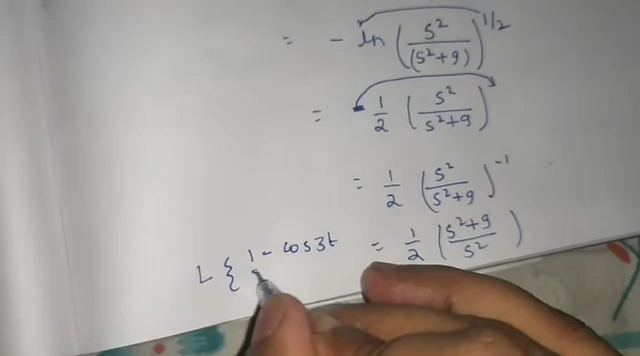 = - ln (s²/(s²+9))^1/2
= - 1/2 (s²/s²+9)
= 1/2 (s²/s²+9)^-1
L { 1 - cos3t = 1/2 (s²+9/s²)